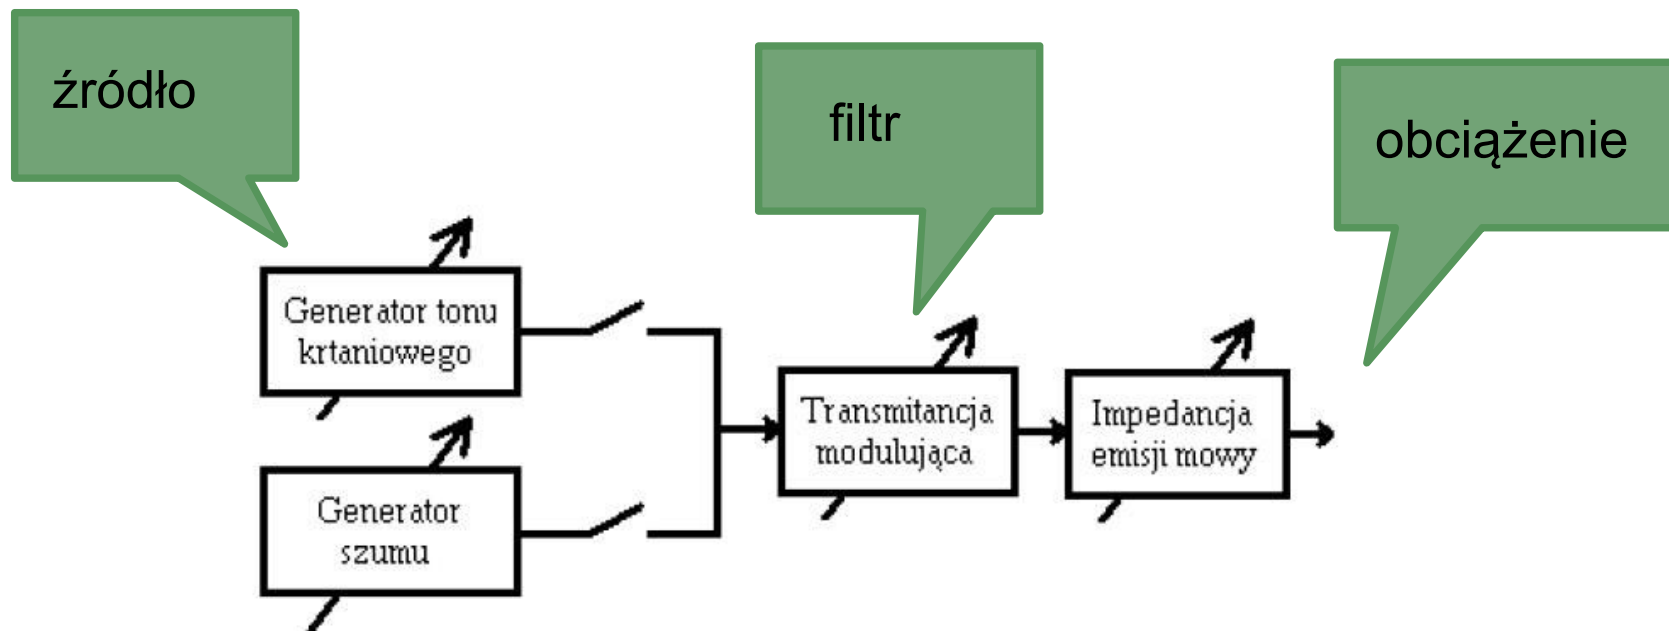 źródło
filtr
obciążenie
Generator tonu
krtaniowego
Transmitancja
modulująca
Impedancja
emisji mowy
Generator
szumu